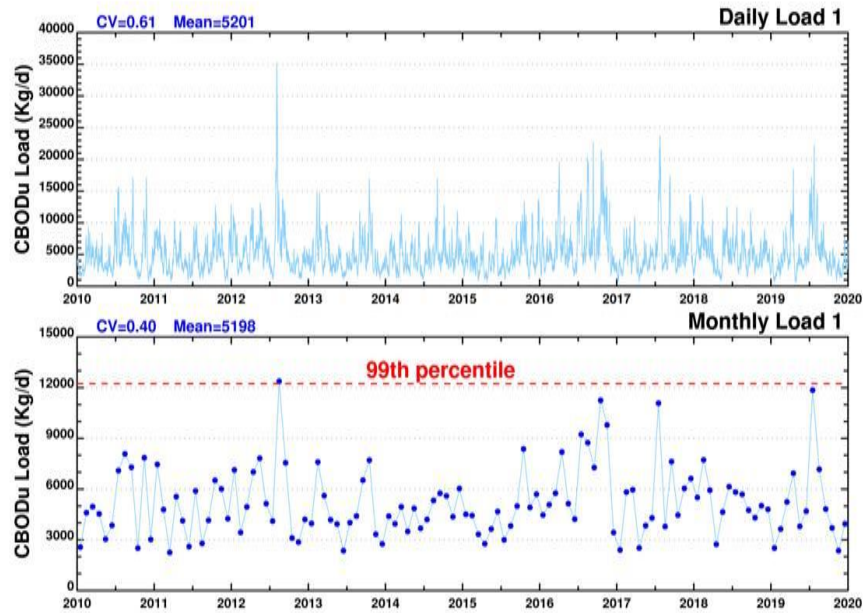 CV=0.61 Mean=5201 Daily Load 1
CBODu Load (Kg/d)
40000
35000
30000
25000
20000
15000
10000
5000
0
2010 2011 2012 2013 2014 2015 2016 2017 2018 2019 2020
CV=0.40 Mean=5198 Monthly Load 1
CBODu Load (Kg/d)
15000
99th percentile
12000
9000
6000
3000
0
2010 2011 2012 2013 2014 2015 2016 2017 2018 2019 2020